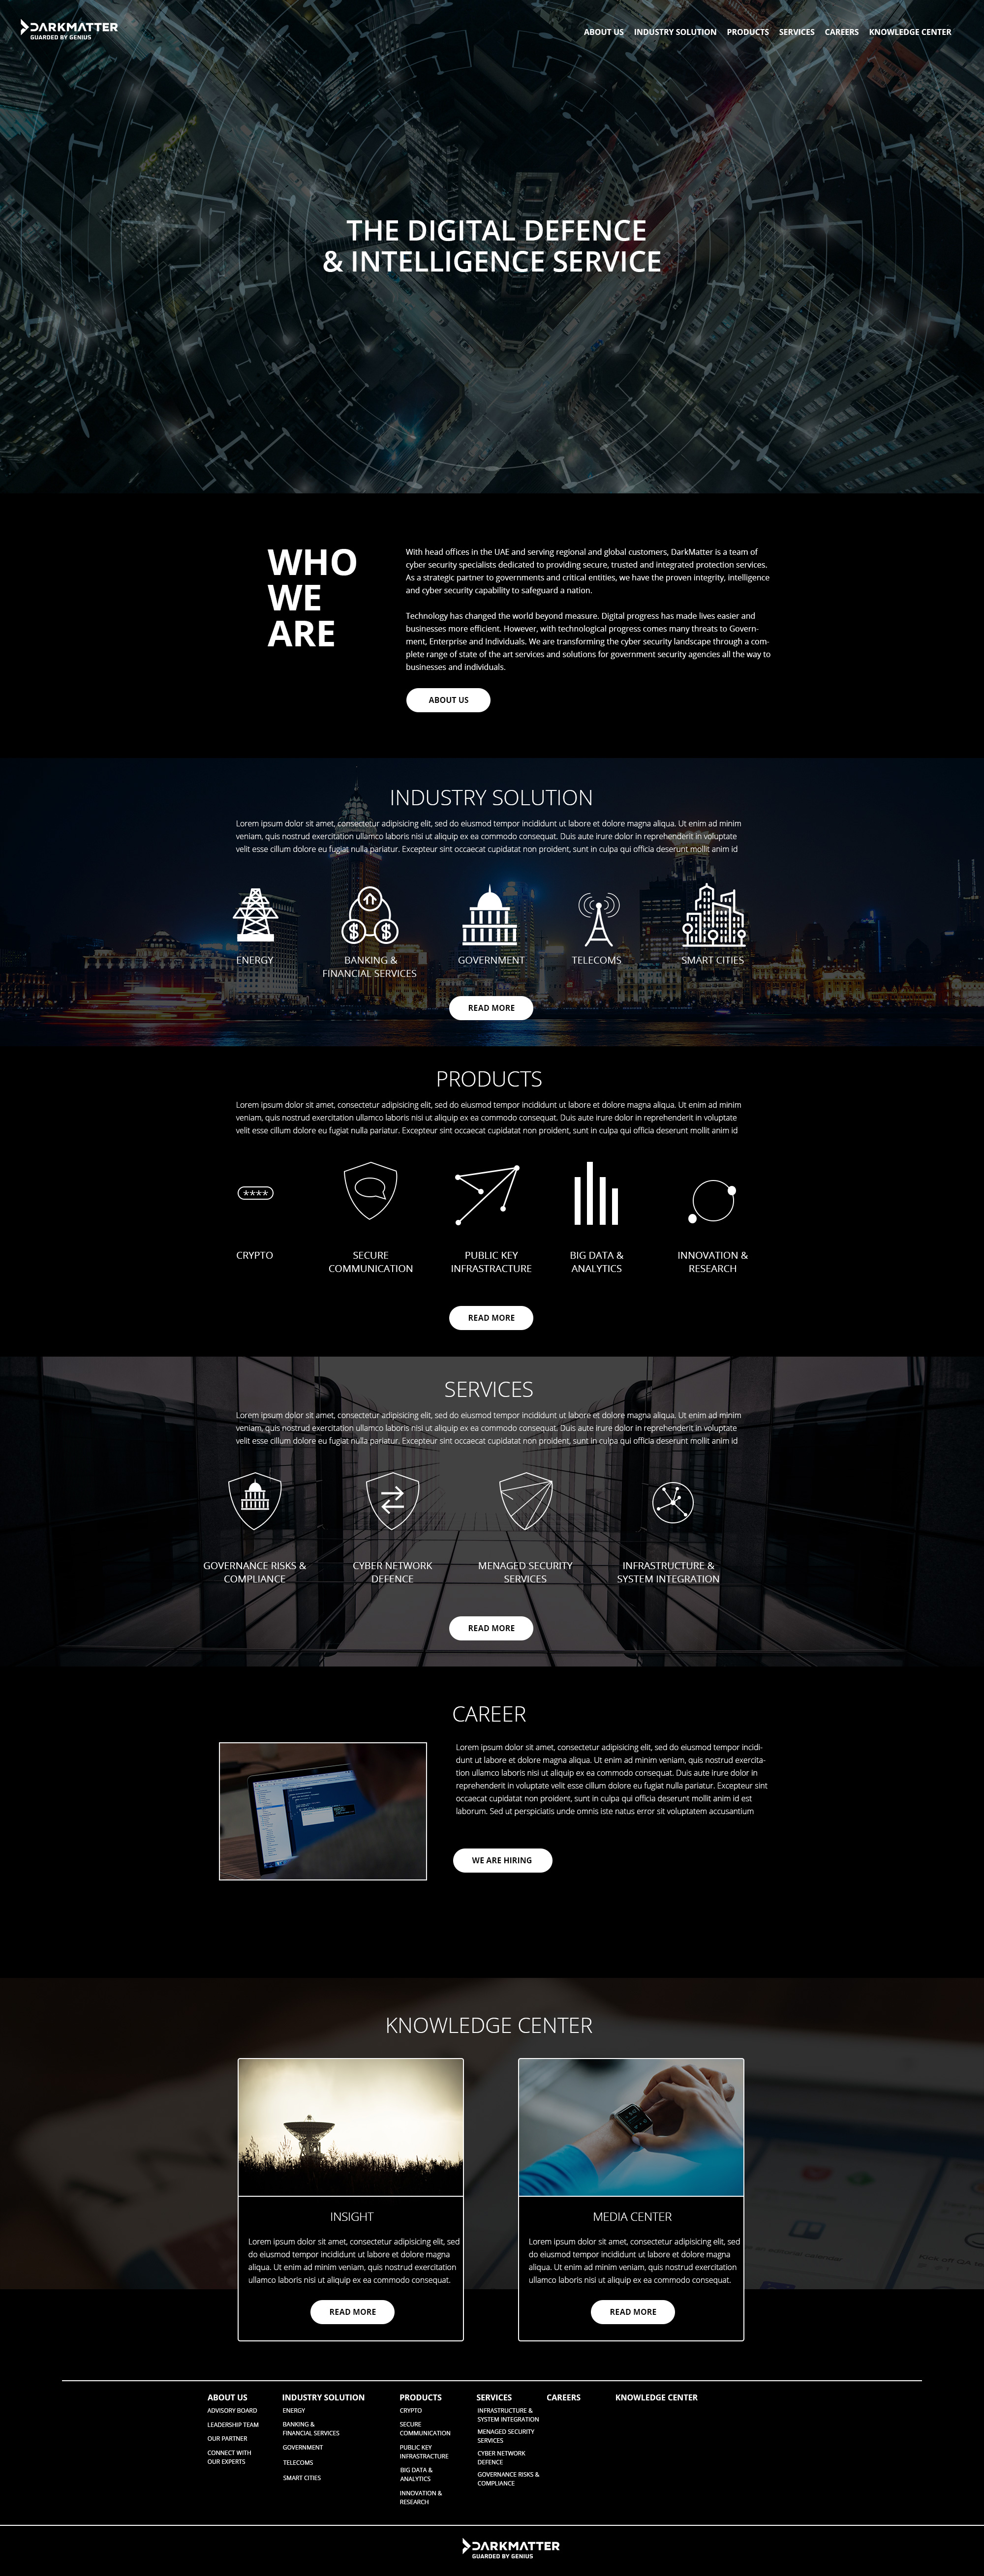 DARKMATTER
GUARDED BY GENIUS
ABOUT US INDUSTRY SOLUTION PRODUCTS SERVICES CAREERS KNOWLEDGE CENTER
THE DIGITAL DEFENCE
& INTELLIGENCE SERVICE
WHO
WE
ARE
With head offices in the UAE and serving regional and global customers, DarkMatter is a team of
cyber security specialists dedicated to providing secure, trusted and integrated protection services.
As a strategic partner to governments and critical entities, we have the proven integrity, intelligence
and cyber security capability to safeguard a nation.
Technology has changed the world beyond measure. Digital progress has made lives easier and
businesses more efficient. However, with technological progress comes many threats to Govern-
ment, Enterprise and Individuals. We are transforming the cyber security landscape through a com-
plete range of state of the art services and solutions for government security agencies all the way to
businesses and individuals.
ABOUT US
INDUSTRY SOLUTION
Lorem ipsum dolor sit amet, consectetur adipisicing elit, sed do eiusmod tempor incididunt ut labore et dolore magna aliqua. Ut enim ad minim
veniam, quis nostrud exercitation ullamco laboris nisi ut aliquip ex ea commodo consequat. Duis aute irure dolor in reprehenderit in voluptate
velit esse cillum dolore eu fugiat nulla pariatur. Excepteur sint occaecat cupidatat non proident, sunt in culpa qui officia deserunt mollit anim id
ENERGY
BANKING &
FINANCIAL SERVICES
GOVERNMENT
TELECOMS
SMART CITIES
READ MORE
PRODUCTS
Lorem ipsum dolor sit amet, consectetur adipisicing elit, sed do eiusmod tempor incididunt ut labore et dolore magna aliqua. Ut enim ad minim
veniam, quis nostrud exercitation ullamco laboris nisi ut aliquip ex ea commodo consequat. Duis aute irure dolor in reprehenderit in voluptate
velit esse cillum dolore eu fugiat nulla pariatur. Excepteur sint occaecat cupidatat non proident, sunt in culpa qui officia deserunt mollit anim id
****
CRYPTO
SECURE
COMMUNICATION
PUBLIC KEY
INFRASTRACTURE
BIG DATA &
ANALYTICS
INNOVATION &
RESEARCH
READ MORE
SERVICES
Lorem ipsum dolor sit amet, consectetur adipisicing elit, sed do eiusmod tempor incididunt ut labore et dolore magna aliqua. Ut enim ad minim
veniam, quis nostrud exercitation ullamco laboris nisi ut aliquip ex ea commodo consequat. Duis aute irure dolor in reprehenderit in voluptate
velit esse cillum dolore eu fugiat nulla pariatur. Excepteur sint occaecat cupidatat non proident, sunt in culpa qui officia deserunt mollit anim id
GOVERNANCE RISKS &
COMPLIANCE
CYBER NETWORK
DEFENCE
MENAGED SECURITY
SERVICES
INFRASTRUCTURE &
SYSTEM INTEGRATION
READ MORE
CAREER
Lorem ipsum dolor sit amet, consectetur adipisicing elit, sed do eiusmod tempor incidi-
dunt ut labore et dolore magna aliqua. Ut enim ad minim veniam, quis nostrud exercita-
tion ullamco laboris nisi ut aliquip ex ea commodo consequat. Duis aute irure dolor in
reprehenderit in voluptate velit esse cillum dolore eu fugiat nulla pariatur. Excepteur sint
occaecat cupidatat non proident, sunt in culpa qui officia deserunt mollit anim id est
laborum. Sed ut perspiciatis unde omnis iste natus error sit voluptatem accusantium
WE ARE HIRING
KNOWLEDGE CENTER
INSIGHT
Lorem ipsum dolor sit amet, consectetur adipisicing elit, sed
do eiusmod tempor incididunt ut labore et dolore magna
aliqua. Ut enim ad minim veniam, quis nostrud exercitation
ullamco laboris nisi ut aliquip ex ea commodo consequat.
READ MORE
MEDIA CENTER
Lorem ipsum dolor sit amet, consectetur adipisicing elit, sed
do eiusmod tempor incididunt ut labore et dolore magna
aliqua. Ut enim ad minim veniam, quis nostrud exercitation
ullamco laboris nisi ut aliquip ex ea commodo consequat.
READ MORE
ABOUT US
ADVISORY BOARD
LEADERSHIP TEAM
OUR PARTNER
CONNECT WITH
OUR EXPERTS
INDUSTRY SOLUTION
ENERGY
BANKING &
FINANCIAL SERVICES
GOVERNMENT
TELECOMS
SMART CITIES
PRODUCTS
CRYPTO
SECURE
COMMUNICATION
PUBLIC KEY
INFRASTRACTURE
BIG DATA &
ANALYTICS
INNOVATION &
RESEARCH
SERVICES
INFRASTRUCTURE &
SYSTEM INTEGRATION
MENAGED SECURITY
SERVICES
CYBER NETWORK
DEFENCE
GOVERNANCE RISKS &
COMPLIANCE
CAREERS
KNOWLEDGE CENTER
DARKMATTER
GUARDED BY GENIUS